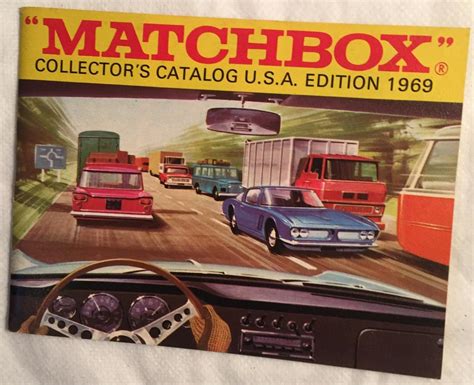 "MATCHBOX"®
COLLECTOR'S CATALOG U.S.A. EDITION 1969